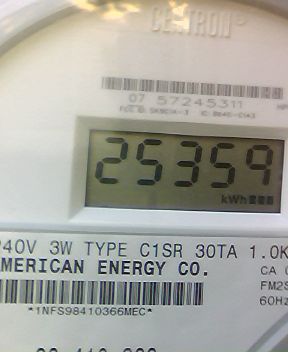 CENTRON®
07 57245311
25359
kWh
240V 3W TYPE C1SR 30TA 1.0K
AMERICAN ENERGY CO.
CA
FM2S
60Hz
*1NFS98410366MEC*